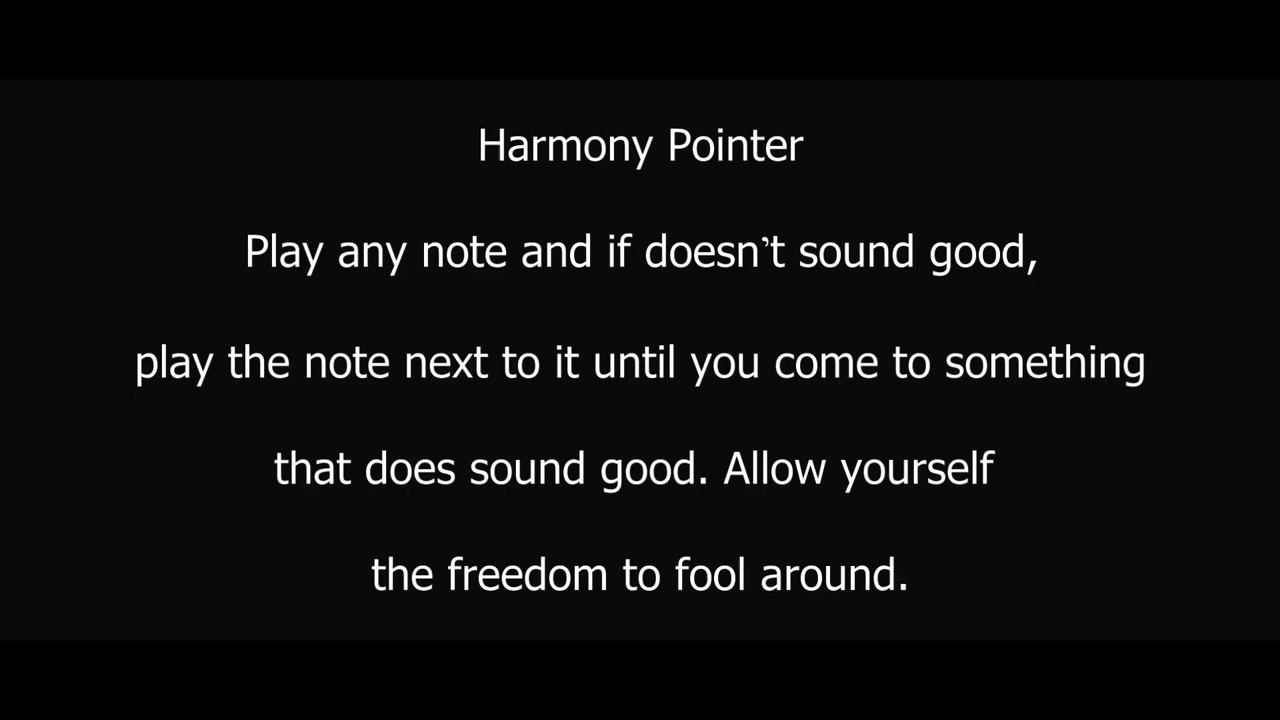 Harmony Pointer
Play any note and if doesn't sound good,
play the note next to it until you come to something
that does sound good. Allow yourself
the freedom to fool around.